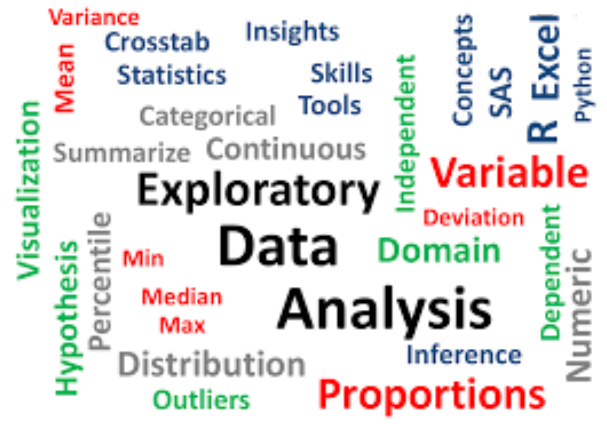 Variance
Crosstab
Insights
Mean
Statistics
Skills
Tools
Concepts
SAS
R
Excel
Python
Categorical
Summarize
Continuous
Independent
Variable
Visualization
Exploratory
Deviation
Data
Domain
Dependent
Numeric
Hypothesis
Percentile
Min
Median
Max
Analysis
Inference
Distribution
Proportions
Outliers